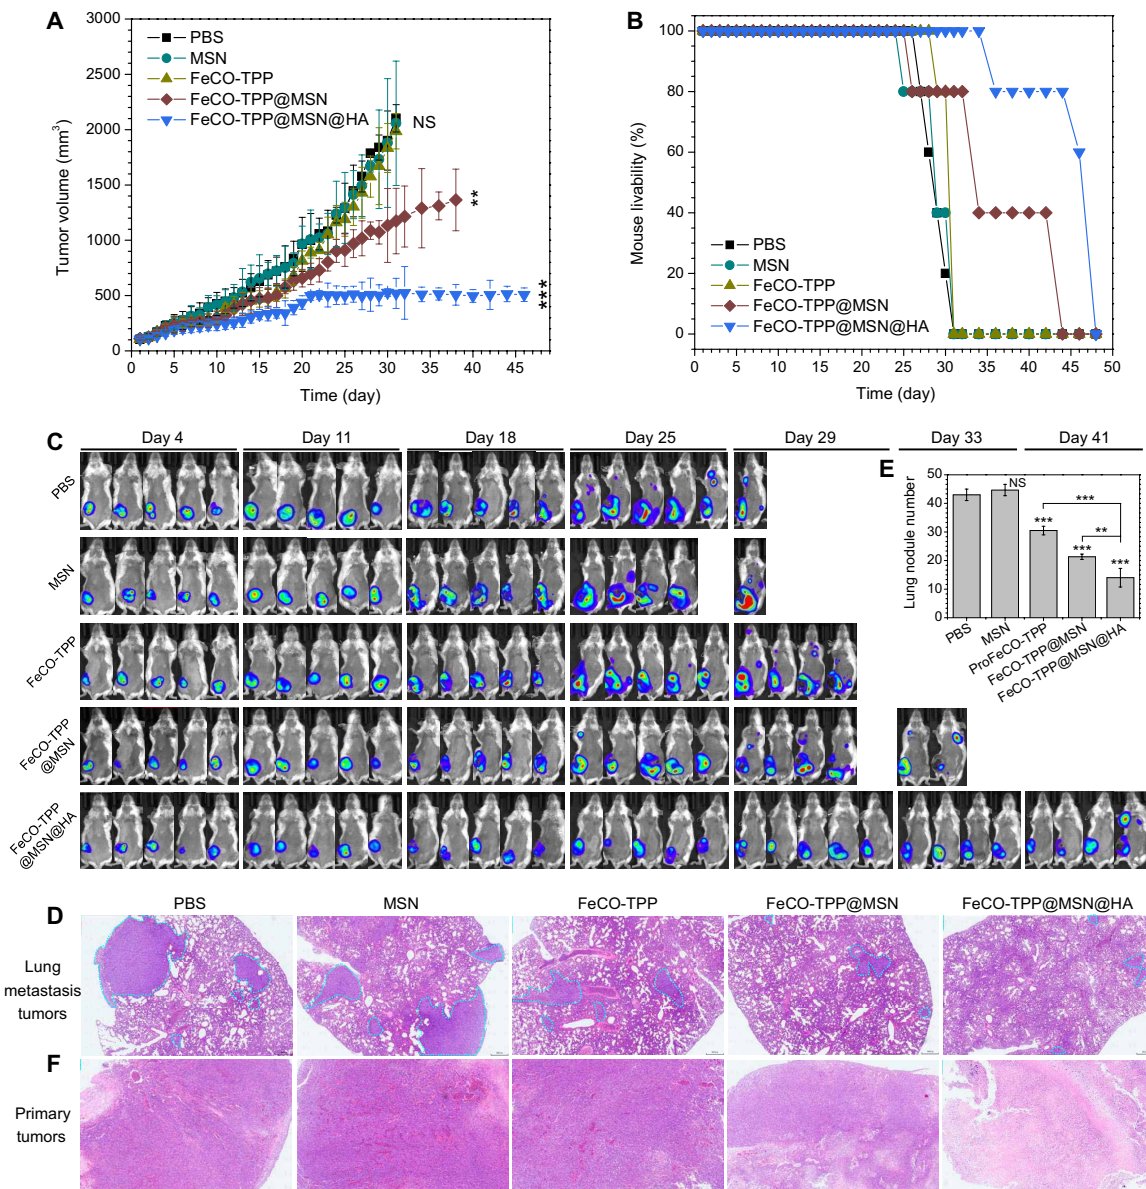 A
PBS
MSN
FeCO-TPP
FeCO-TPP@MSN
FeCO-TPP@MSN@HA
NS
**
***
3000
2500
2000
1500
1000
500
0
Tumor volume (mm³)
0 5 10 15 20 25 30 35 40 45
Time (day)
B
100
80
60
40
20
0
Mouse livability (%)
PBS
MSN
FeCO-TPP
FeCO-TPP@MSN
FeCO-TPP@MSN@HA
0 5 10 15 20 25 30 35 40 45 50
Time (day)
C
Day 4 Day 11 Day 18 Day 25 Day 29 Day 33 Day 41
PBS
MSN
FeCO-TPP
FeCO-TPP
@MSN
FeCO-TPP
@MSN@HA
E
50
40
30
20
10
0
Lung nodule number
NS
***
***
**
***
***
PBS
MSN
ProFeCO-TPP
FeCO-TPP@MSN
FeCO-TPP@MSN@HA
D
PBS MSN FeCO-TPP FeCO-TPP@MSN FeCO-TPP@MSN@HA
Lung
metastasis
tumors
F
Primary
tumors